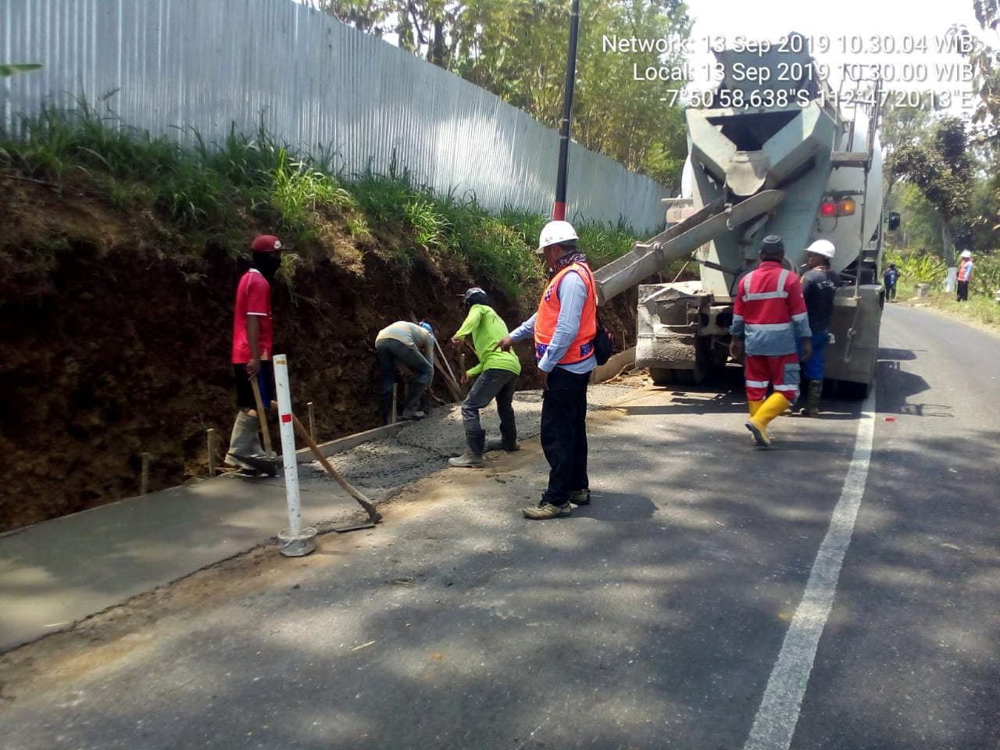 Network: 13 Sep 2019 10.30.04 WIB
Local: 13 Sep 2019 10.30.00 WIB
-7°50'58,638"S 112°47'20,13"E